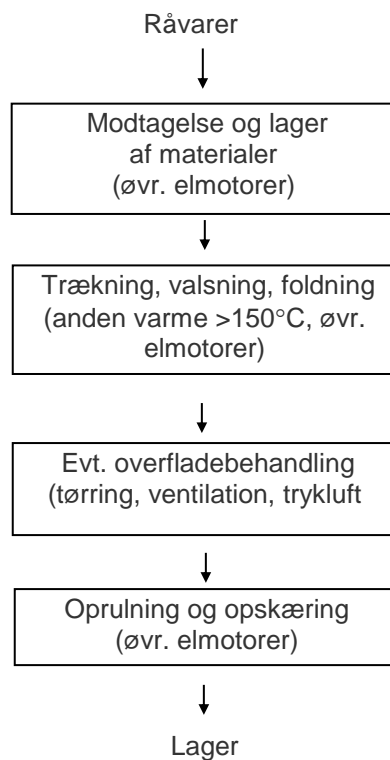 Råvarer
Modtagelse og lager
af materialer
(øvr. elmotorer)
Trækning, valsning, foldning
(anden varme >150°C, øvr.
elmotorer)
Evt. overfladebehandling
(tørring, ventilation, trykluft
Oprulning og opskæring
(øvr. elmotorer)
Lager